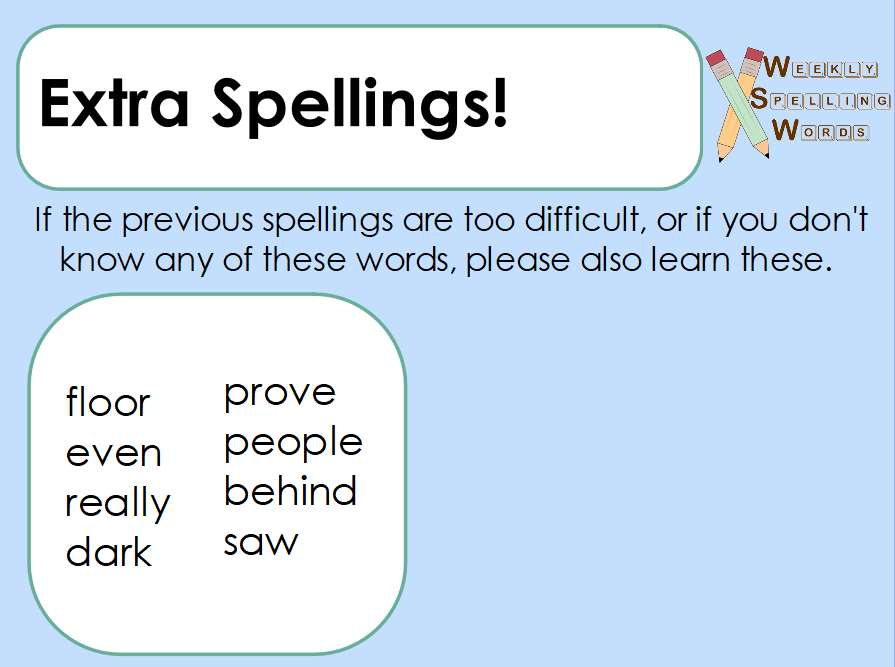 Extra Spellings!
WEEKLY
SPELLING
WORDS
If the previous spellings are too difficult, or if you don't
know any of these words, please also learn these.
floor
even
really
dark
prove
people
behind
saw